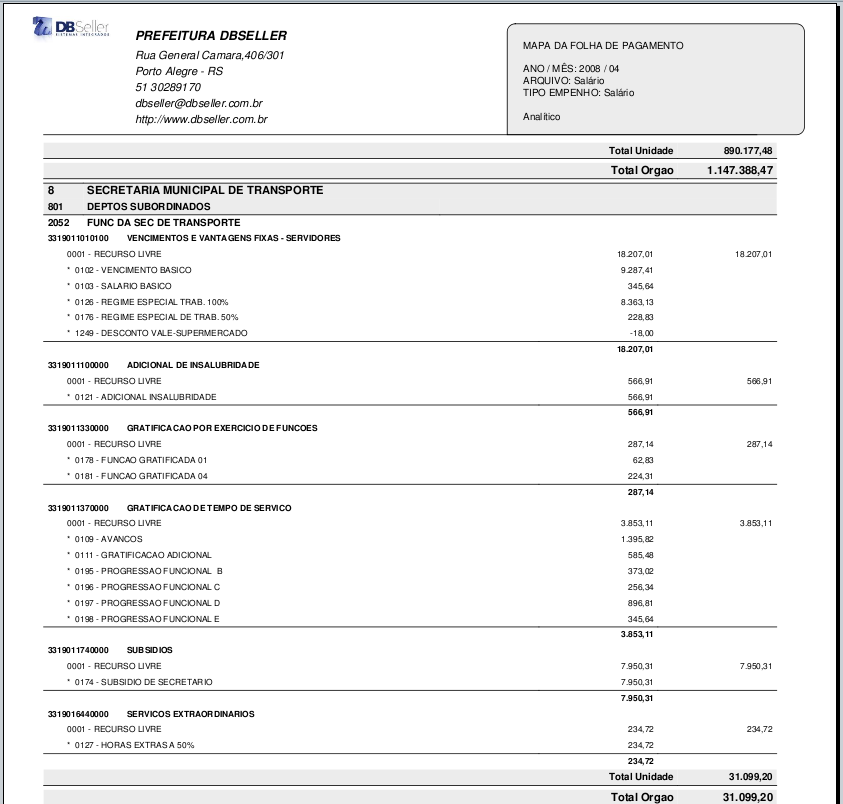 DBSeller
SISTEMAS INTEGRADOS
PREFEITURA DBSELLER
Rua General Camara,406/301
Porto Alegre - RS
51 30289170
dbseller@dbseller.com.br
http://www.dbseller.com.br
MAPA DA FOLHA DE PAGAMENTO
ANO / MÊS: 2008 / 04
ARQUIVO: Salário
TIPO EMPENHO: Salário
Analítico
Total Unidade 890.177,48
Total Orgao 1.147.388,47
8 SECRETARIA MUNICIPAL DE TRANSPORTE
801 DEPTOS SUBORDINADOS
2052 FUNC DA SEC DE TRANSPORTE
3319011010100 VENCIMENTOS E VANTAGENS FIXAS - SERVIDORES
0001 - RECURSO LIVRE 18.207,01 18.207,01
* 0102 - VENCIMENTO BASICO 9.287,41
* 0103 - SALARIO BASICO 345,64
* 0126 - REGIME ESPECIAL TRAB. 100% 8.363,13
* 0176 - REGIME ESPECIAL DE TRAB. 50% 228,83
* 1249 - DESCONTO VALE-SUPERMERCADO -18,00
18.207,01
3319011100000 ADICIONAL DE INSALUBRIDADE
0001 - RECURSO LIVRE 566,91 566,91
* 0121 - ADICIONAL INSALUBRIDADE 566,91
566,91
3319011330000 GRATIFICACAO POR EXERCICIO DE FUNCOES
0001 - RECURSO LIVRE 287,14 287,14
* 0178 - FUNCAO GRATIFICADA 01 62,83
* 0181 - FUNCAO GRATIFICADA 04 224,31
287,14
3319011370000 GRATIFICACAO DE TEMPO DE SERVICO
0001 - RECURSO LIVRE 3.853,11 3.853,11
* 0109 - AVANCOS 1.395,82
* 0111 - GRATIFICACAO ADICIONAL 585,48
* 0195 - PROGRESSAO FUNCIONAL B 373,02
* 0196 - PROGRESSAO FUNCIONAL C 256,34
* 0197 - PROGRESSAO FUNCIONAL D 896,81
* 0198 - PROGRESSAO FUNCIONAL E 345,64
3.853,11
3319011740000 SUBSIDIOS
0001 - RECURSO LIVRE 7.950,31 7.950,31
* 0174 - SUBSIDIO DE SECRETARIO 7.950,31
7.950,31
3319016440000 SERVICOS EXTRAORDINARIOS
0001 - RECURSO LIVRE 234,72 234,72
* 0127 - HORAS EXTRAS A 50% 234,72
234,72
Total Unidade 31.099,20
Total Orgao 31.099,20